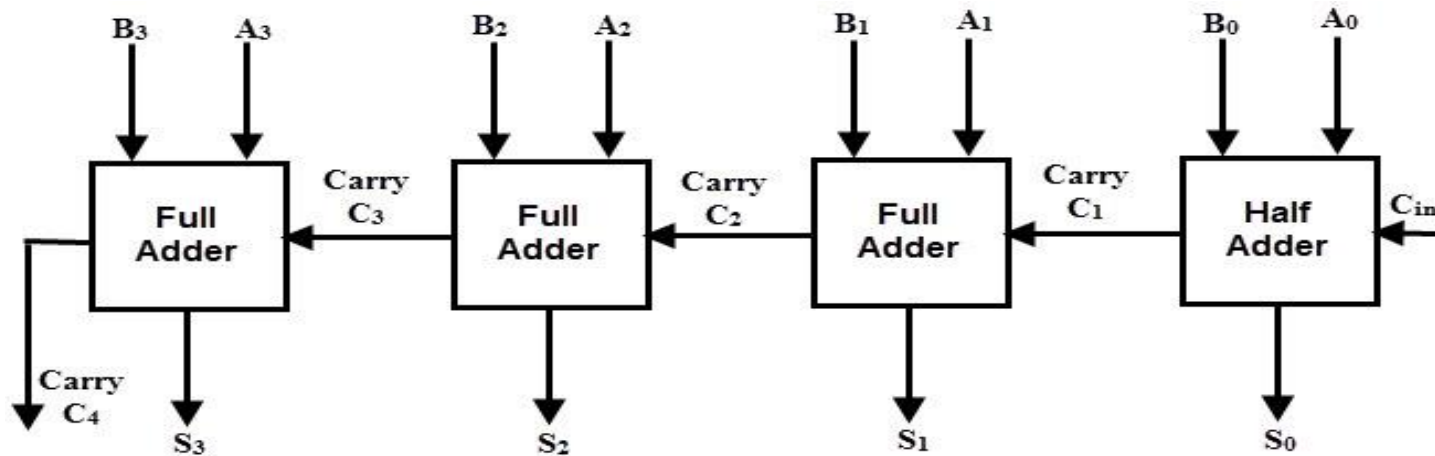 B₃ A₃ B₂ A₂ B₁ A₁ B₀ A₀
Full
Adder
Carry
C₃
Full
Adder
Carry
C₂
Full
Adder
Carry
C₁
Half
Adder
Cᵢₙ
Carry
C₄
S₃ S₂ S₁ S₀